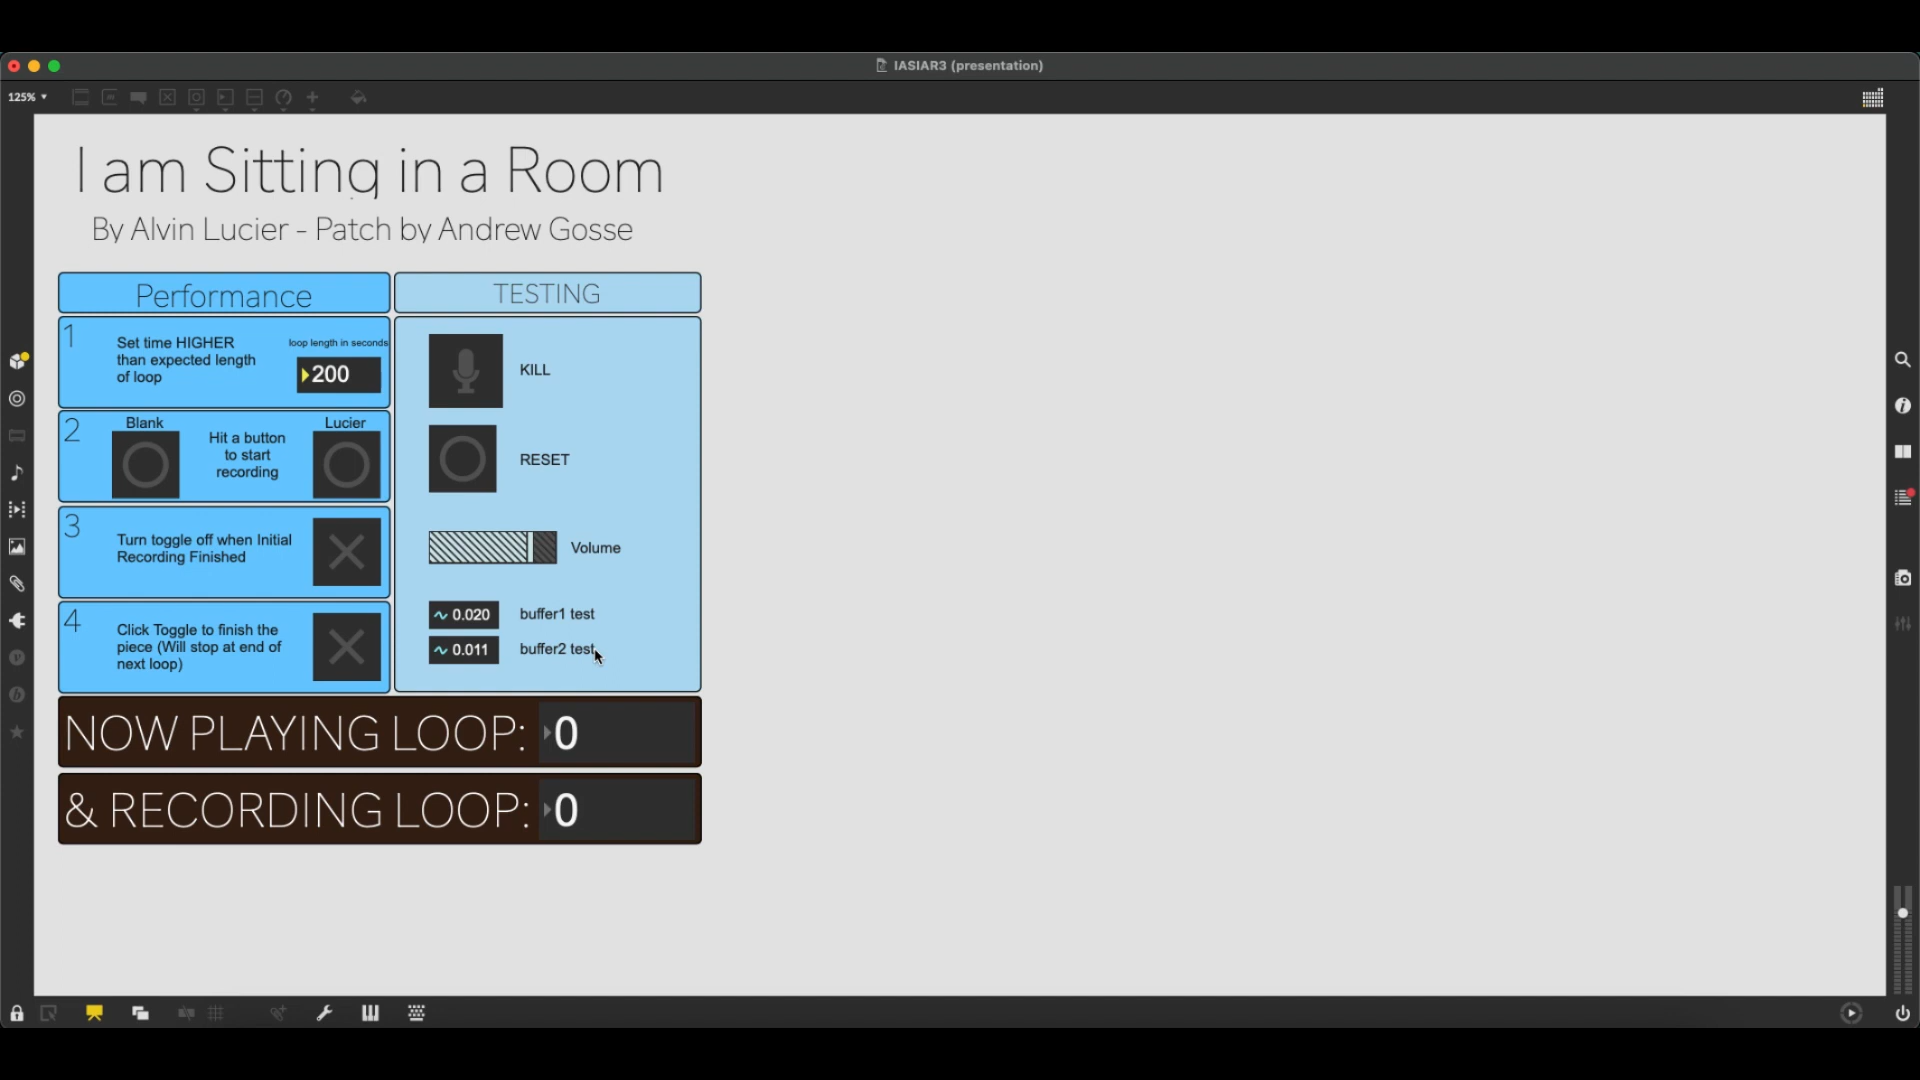 IASIAR3 (presentation)
125%
I am Sitting in a Room
By Alvin Lucier - Patch by Andrew Gosse
Performance
TESTING
1
Set time HIGHER
than expected length
of loop
loop length in seconds
200
2
Blank
Hit a button
to start
recording
Lucier
3
Turn toggle off when Initial
Recording Finished
4
Click Toggle to finish the
piece (Will stop at end of
next loop)
KILL
RESET
Volume
0.020 buffer1 test
0.011 buffer2 test
NOW PLAYING LOOP: 0
& RECORDING LOOP: 0